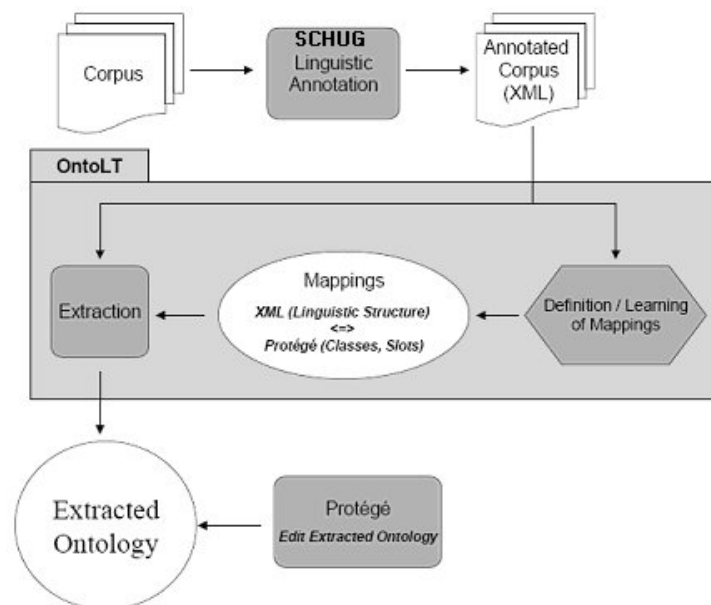 Corpus
SCHUG
Linguistic
Annotation
Annotated
Corpus
(XML)
OntoLT
Extraction
Mappings
XML (Linguistic Structure)
<=>
Protégé (Classes, Slots)
Definition / Learning
of Mappings
Extracted
Ontology
Protégé
Edit Extracted Ontology